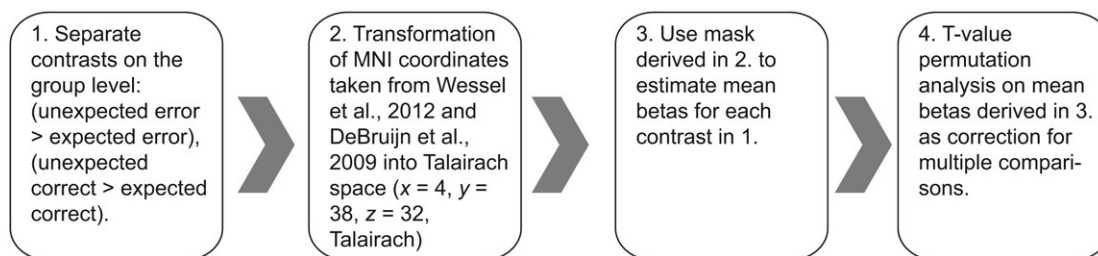 1. Separate
contrasts on the
group level:
(unexpected error
> expected error),
(unexpected
correct > expected
correct).
2. Transformation
of MNI coordinates
taken from Wessel
et al., 2012 and
DeBruijn et al.,
2009 into Talairach
space (x = 4, y =
38, z = 32,
Talairach)
3. Use mask
derived in 2. to
estimate mean
betas for each
contrast in 1.
4. T-value
permutation
analysis on mean
betas derived in 3.
as correction for
multiple compari-
sons.